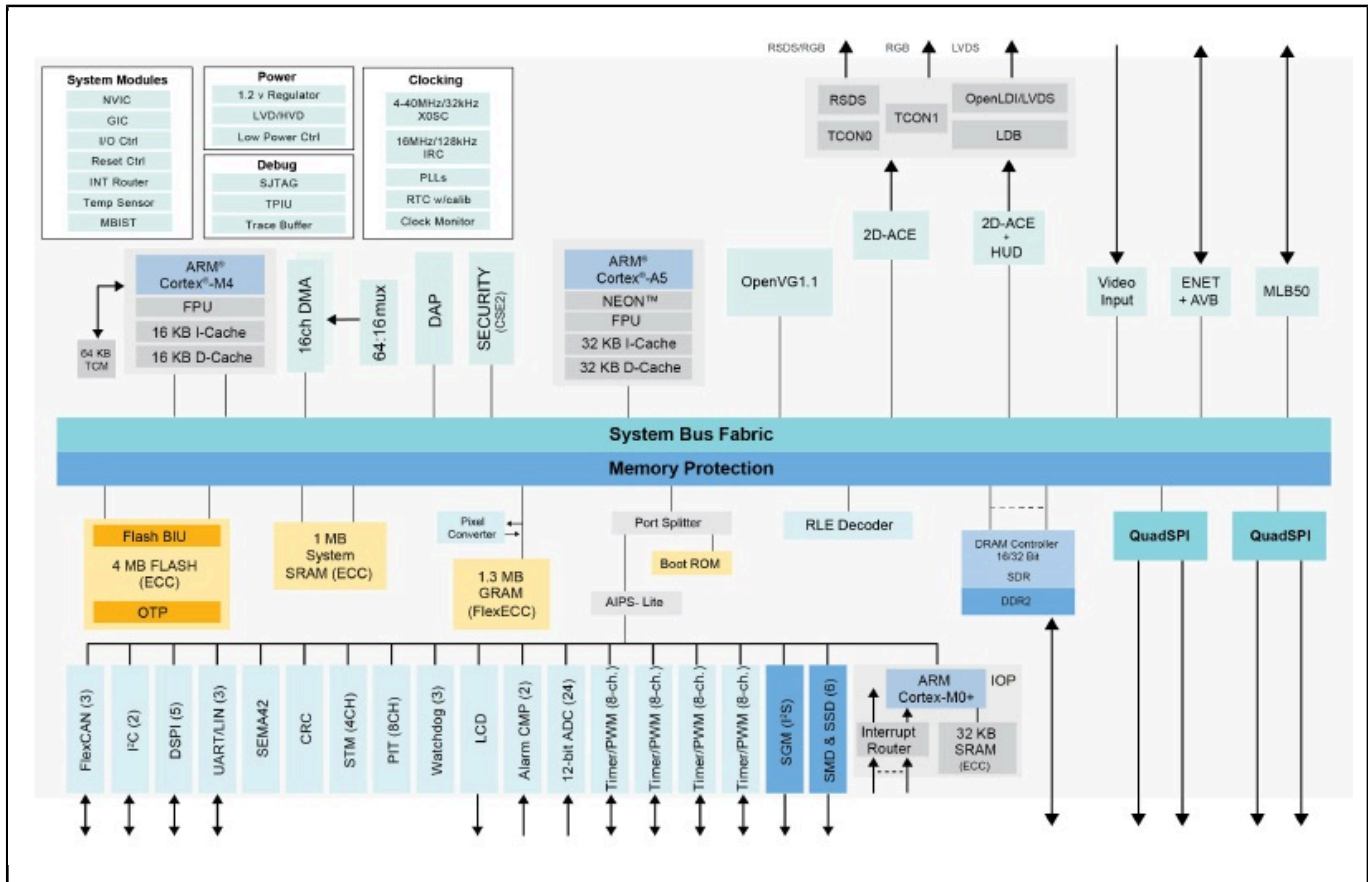 RSDS/RGB
RGB
LVDS
System Modules
NVIC
GIC
I/O Ctrl
Reset Ctrl
INT Router
Temp Sensor
MBIST
Power
1.2 v Regulator
LVD/HVD
Low Power Ctrl
Debug
SJTAG
TPIU
Trace Buffer
Clocking
4-40MHz/32kHz
X0SC
16MHz/128kHz
IRC
PLLs
RTC w/calib
Clock Monitor
RSDS
TCON0
TCON1
OpenLDI/LVDS
LDB
ARM®
Cortex®-M4
FPU
16 KB I-Cache
16 KB D-Cache
64 KB
TCM
16ch DMA
64:16mux
DAP
SECURITY
(CSE2)
ARM®
Cortex®-A5
NEON™
FPU
32 KB I-Cache
32 KB D-Cache
OpenVG1.1
2D-ACE
2D-ACE
+
HUD
Video
Input
ENET
+ AVB
MLB50
System Bus Fabric
Memory Protection
Flash BIU
4 MB FLASH
(ECC)
OTP
1 MB
System
SRAM (ECC)
Pixel
Converter
1.3 MB
GRAM
(FlexECC)
Port Splitter
Boot ROM
AIPS- Lite
RLE Decoder
DRAM Controller
16/32 Bit
SDR
DDR2
QuadSPI
QuadSPI
FlexCAN (3)
I²C (2)
DSPI (5)
UART/LIN (3)
SEMA42
CRC
STM (4CH)
PIT (8CH)
Watchdog (3)
LCD
Alarm CMP (2)
12-bit ADC (24)
Timer/PWM (8-ch.)
Timer/PWM (8-ch.)
Timer/PWM (8-ch.)
Timer/PWM (8-ch.)
SGM (I²S)
SMD & SSD (6)
ARM
Cortex-M0+
IOP
Interrupt
Router
32 KB
SRAM
(ECC)